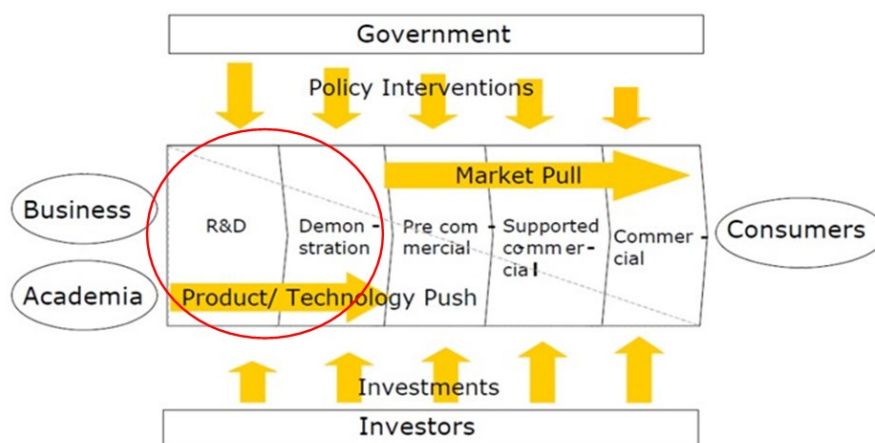 Government
Policy Interventions
Market Pull
Business
R&D
Demon -
stration
Pre com -
mercial
Supported
commer-
cial
Commer -
cial
Consumers
Academia
Product/ Technology Push
Investments
Investors